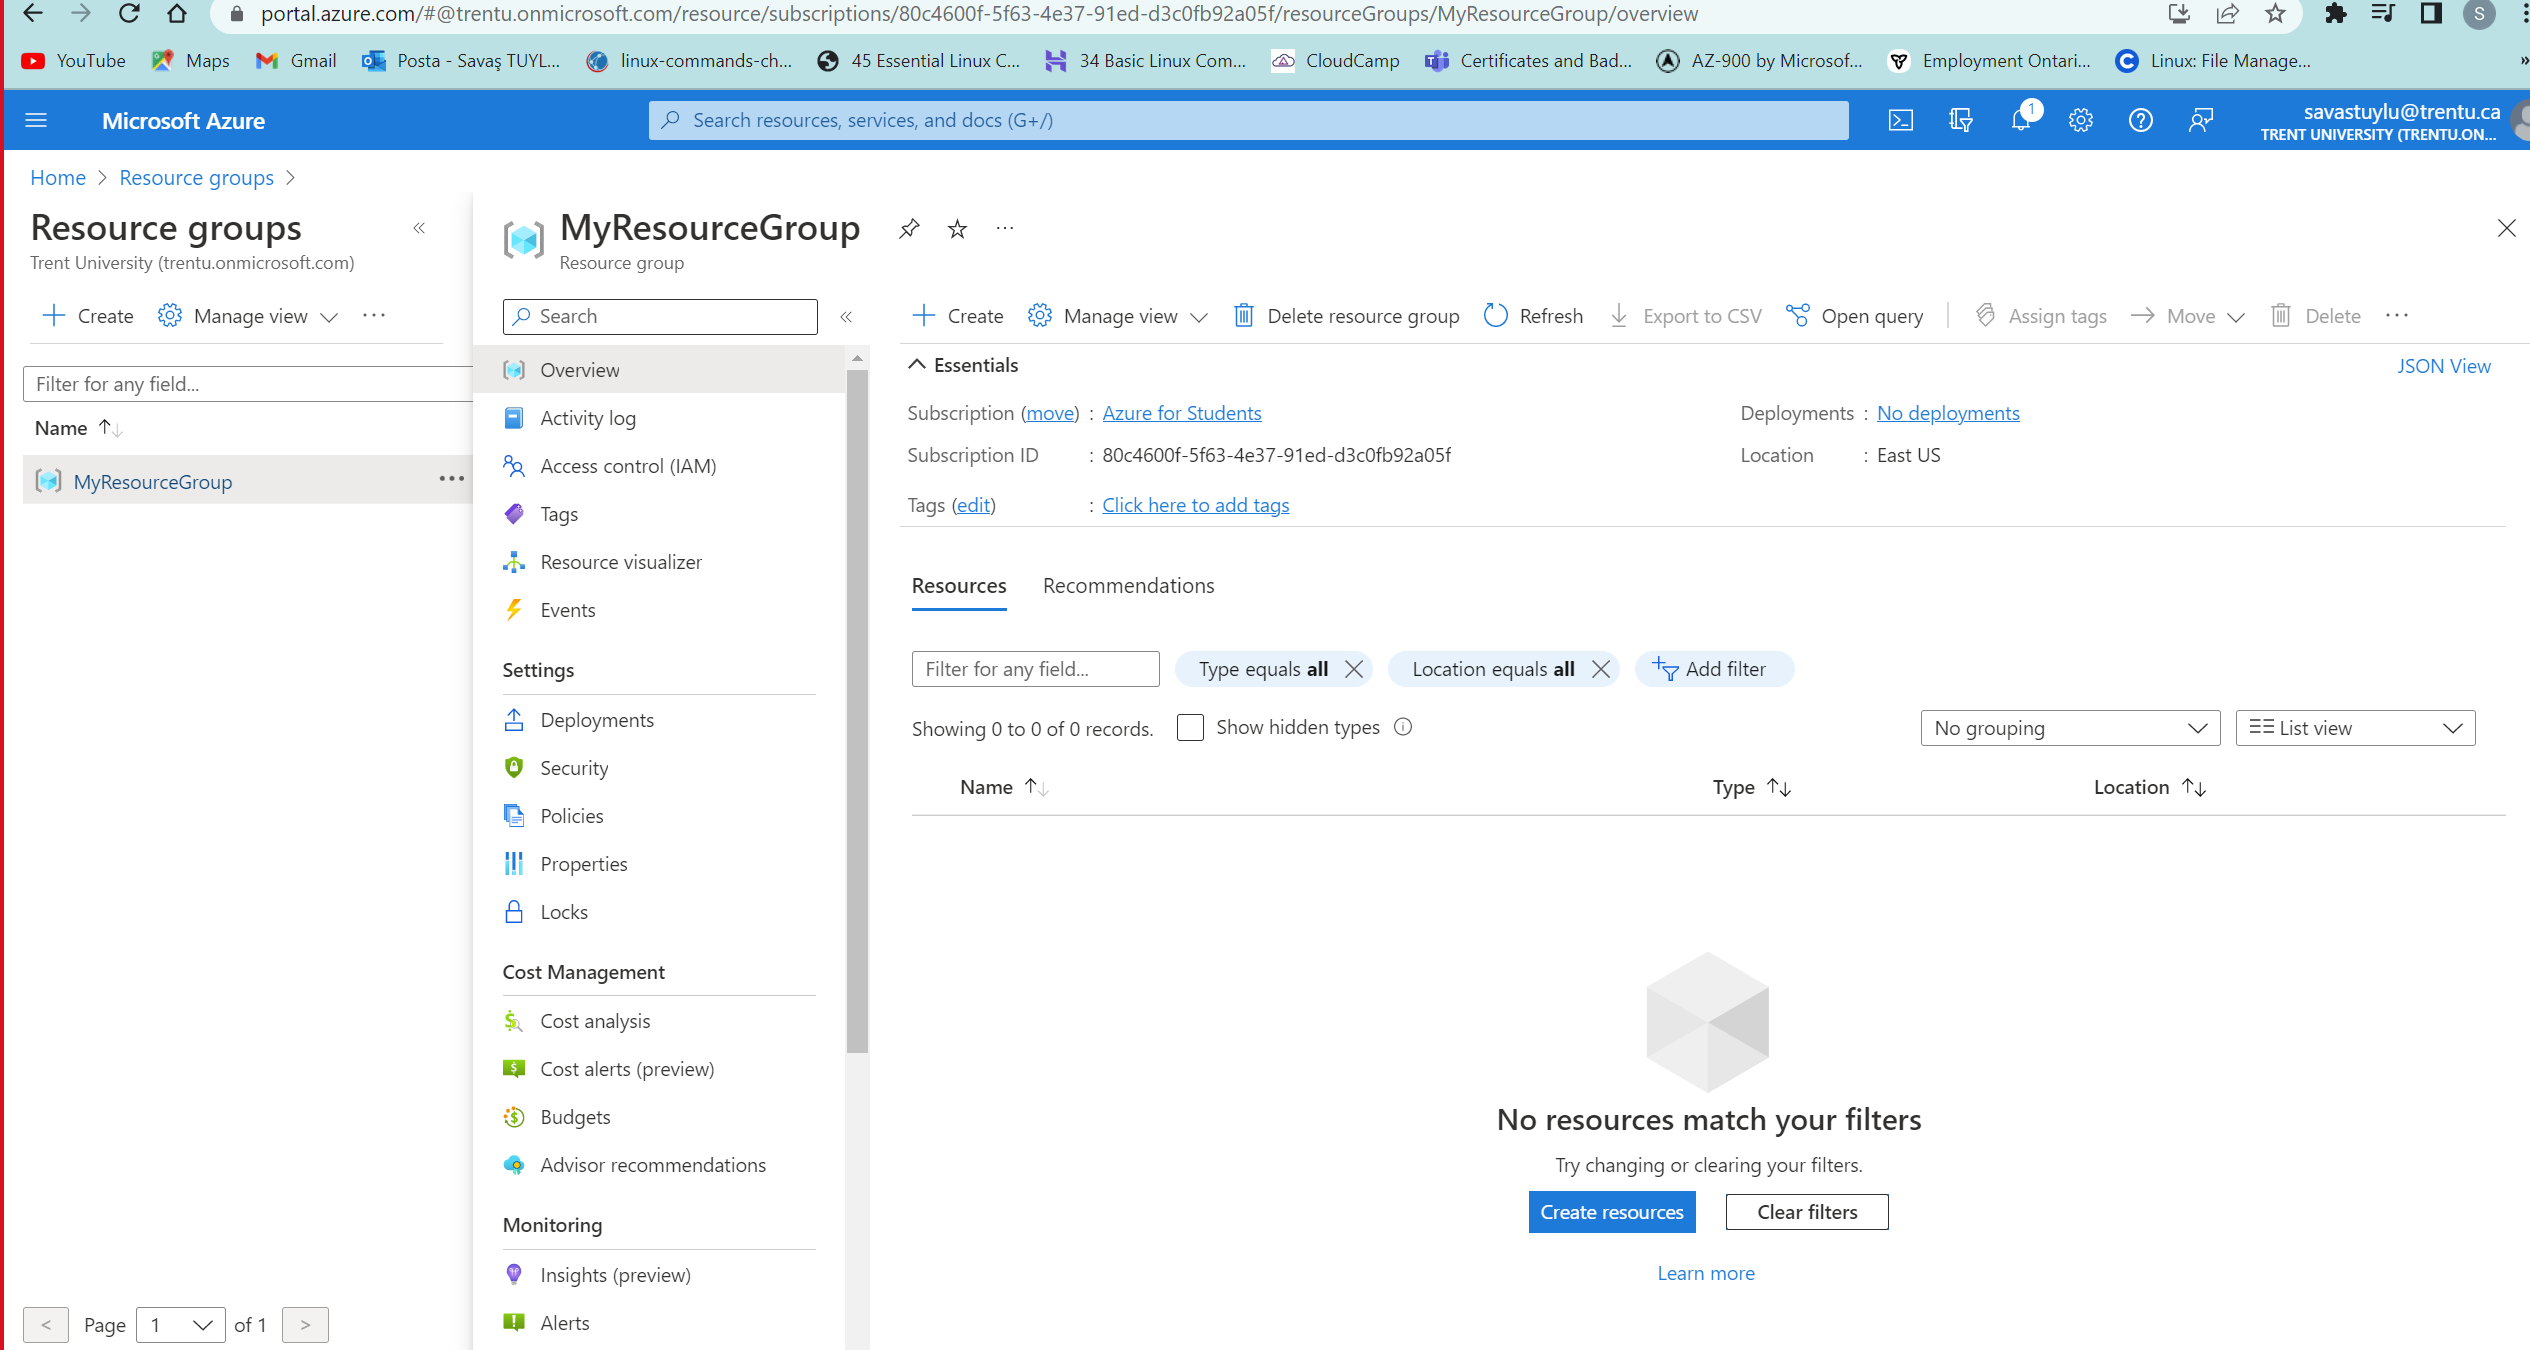 portal.azure.com/#@trentu.onmicrosoft.com/resource/subscriptions/80c4600f-5f63-4e37-91ed-d3c0fb92a05f/resourceGroups/MyResourceGroup/overview
S
YouTube Maps Gmail Posta - Savaş TUYL... linux-commands-ch... 45 Essential Linux C... 34 Basic Linux Com... CloudCamp Certificates and Bad... AZ-900 by Microsof... Employment Ontari... Linux: File Manage... »
Microsoft Azure
Search resources, services, and docs (G+/)
1
savastuylu@trentu.ca
TRENT UNIVERSITY (TRENTU.ON...
Home > Resource groups >
Resource groups «
Trent University (trentu.onmicrosoft.com)
+ Create Manage view ...
Filter for any field...
Name ↑↓
MyResourceGroup ...
< Page 1 of 1 >
MyResourceGroup ...
Resource group
Search «
Overview
Activity log
Access control (IAM)
Tags
Resource visualizer
Events
Settings
Deployments
Security
Policies
Properties
Locks
Cost Management
Cost analysis
Cost alerts (preview)
Budgets
Advisor recommendations
Monitoring
Insights (preview)
Alerts
+ Create Manage view Delete resource group Refresh Export to CSV Open query Assign tags Move Delete ...
Essentials JSON View
Subscription (move) : Azure for Students Deployments : No deployments
Subscription ID : 80c4600f-5f63-4e37-91ed-d3c0fb92a05f Location : East US
Tags (edit) : Click here to add tags
Resources Recommendations
Filter for any field... Type equals all Location equals all Add filter
Showing 0 to 0 of 0 records. Show hidden types No grouping List view
Name ↑↓ Type ↑↓ Location ↑↓
No resources match your filters
Try changing or clearing your filters.
Create resources Clear filters
Learn more